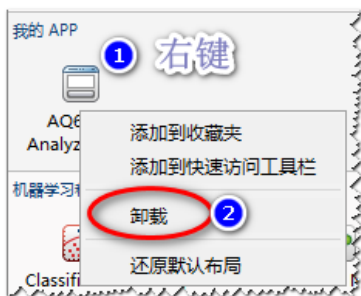 我的 APP
1 右键
AQ6
Analyz
添加到收藏夹
添加到快速访问工具栏
机器学习
卸载 2
还原默认布局
Classifi